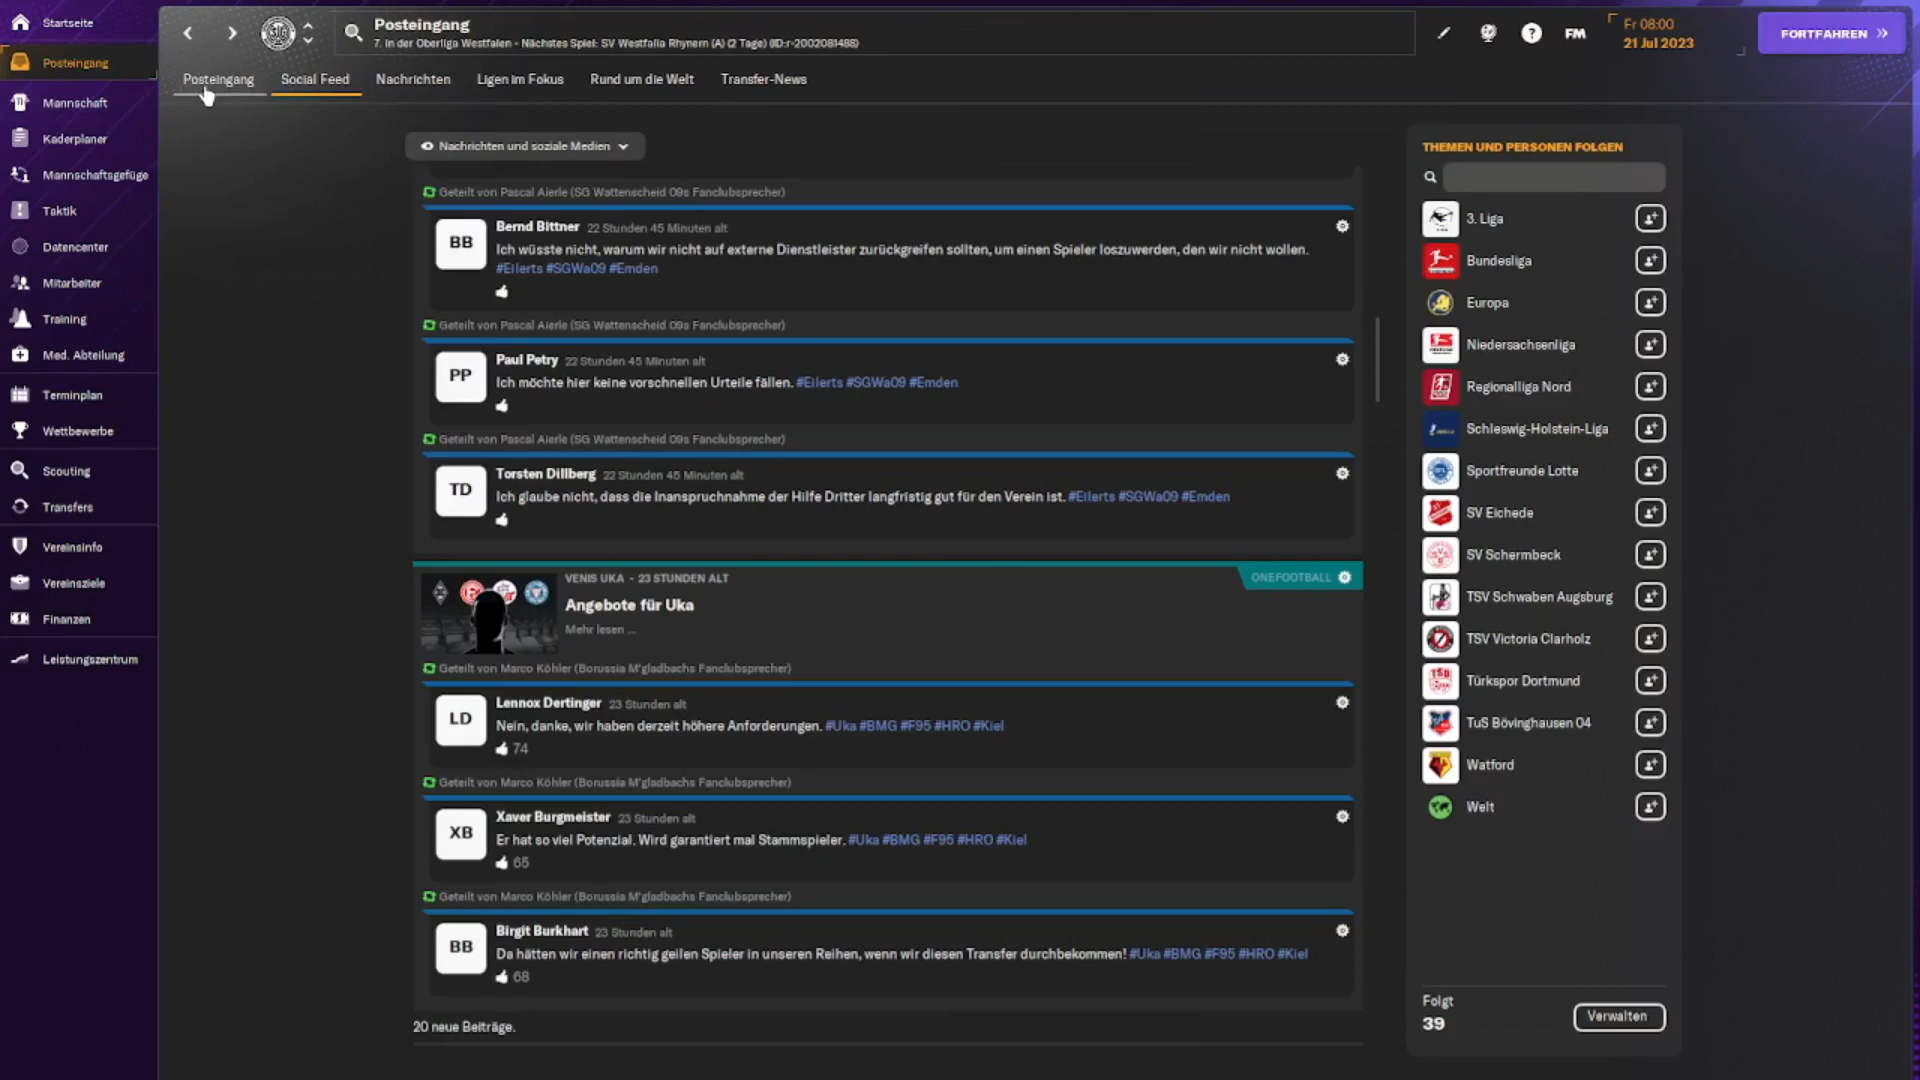 Startseite
Posteingang
Mannschaft
Kaderplaner
Mannschaftsgefüge
Taktik
Datencenter
Mitarbeiter
Training
Med. Abteilung
Terminplan
Wettbewerbe
Scouting
Transfers
Vereinsinfo
Vereinsziele
Finanzen
Leistungszentrum
Posteingang
7. in der Oberliga Westfalen - Nächstes Spiel: SV Westfalia Rhynern (A) (2 Tage) (ID:r-2002081488)
FM
Fr 08:00
21 Jul 2023
FORTFAHREN
Posteingang Social Feed Nachrichten Ligen im Fokus Rund um die Welt Transfer-News
Nachrichten und soziale Medien
Geteilt von Pascal Aierle (SG Wattenscheid 09s Fanclubsprecher)
BB
Bernd Bittner 22 Stunden 45 Minuten alt
Ich wüsste nicht, warum wir nicht auf externe Dienstleister zurückgreifen sollten, um einen Spieler loszuwerden, den wir nicht wollen.
#Eilerts #SGWa09 #Emden
Geteilt von Pascal Aierle (SG Wattenscheid 09s Fanclubsprecher)
PP
Paul Petry 22 Stunden 45 Minuten alt
Ich möchte hier keine vorschnellen Urteile fällen. #Eilerts #SGWa09 #Emden
Geteilt von Pascal Aierle (SG Wattenscheid 09s Fanclubsprecher)
TD
Torsten Dillberg 22 Stunden 45 Minuten alt
Ich glaube nicht, dass die Inanspruchnahme der Hilfe Dritter langfristig gut für den Verein ist. #Eilerts #SGWa09 #Emden
VENIS UKA - 23 STUNDEN ALT
ONEFOOTBALL
Angebote für Uka
Mehr lesen ...
Geteilt von Marco Köhler (Borussia M'gladbachs Fanclubsprecher)
LD
Lennox Dertinger 23 Stunden alt
Nein, danke, wir haben derzeit höhere Anforderungen. #Uka #BMG #F95 #HRO #Kiel
74
Geteilt von Marco Köhler (Borussia M'gladbachs Fanclubsprecher)
XB
Xaver Burgmeister 23 Stunden alt
Er hat so viel Potenzial. Wird garantiert mal Stammspieler. #Uka #BMG #F95 #HRO #Kiel
65
Geteilt von Marco Köhler (Borussia M'gladbachs Fanclubsprecher)
BB
Birgit Burkhart 23 Stunden alt
Da hätten wir einen richtig geilen Spieler in unseren Reihen, wenn wir diesen Transfer durchbekommen! #Uka #BMG #F95 #HRO #Kiel
68
20 neue Beiträge.
THEMEN UND PERSONEN FOLGEN
3. Liga
Bundesliga
Europa
Niedersachsenliga
Regionalliga Nord
Schleswig-Holstein-Liga
Sportfreunde Lotte
SV Eichede
SV Schermbeck
TSV Schwaben Augsburg
TSV Victoria Clarholz
Türkspor Dortmund
TuS Bövinghausen 04
Watford
Welt
Folgt
39
Verwalten